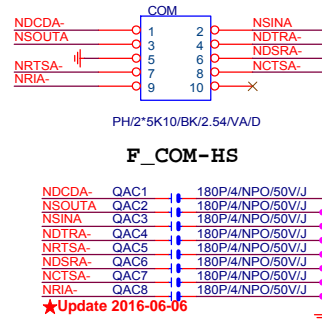 COM
NDCDA- 1 2 NSINA
NSOUTA 3 4 NDTRA-
5 6 NDSRA-
NRTSA- 7 8 NCTSA-
NRIA- 9 10
PH/2*5K10/BK/2.54/VA/D
F_COM-HS
NDCDA- QAC1 180P/4/NPO/50V/J
NSOUTA QAC2 180P/4/NPO/50V/J
NSINA QAC3 180P/4/NPO/50V/J
NDTRA- QAC4 180P/4/NPO/50V/J
NRTSA- QAC5 180P/4/NPO/50V/J
NDSRA- QAC6 180P/4/NPO/50V/J
NCTSA- QAC7 180P/4/NPO/50V/J
NRIA- QAC8 180P/4/NPO/50V/J
★Update 2016-06-06